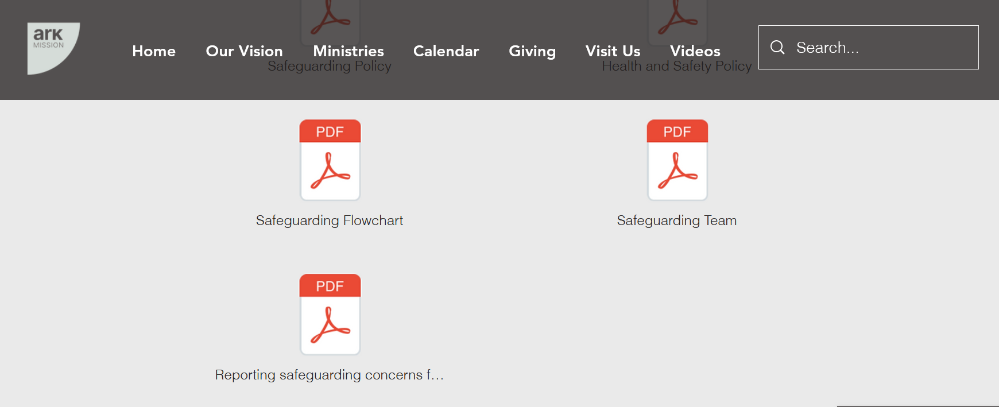 ark
MISSION
Home Our Vision Ministries Calendar Giving Visit Us Videos Search...
Safeguarding Policy Health and Safety Policy
PDF PDF
Safeguarding Flowchart Safeguarding Team
PDF
Reporting safeguarding concerns f...